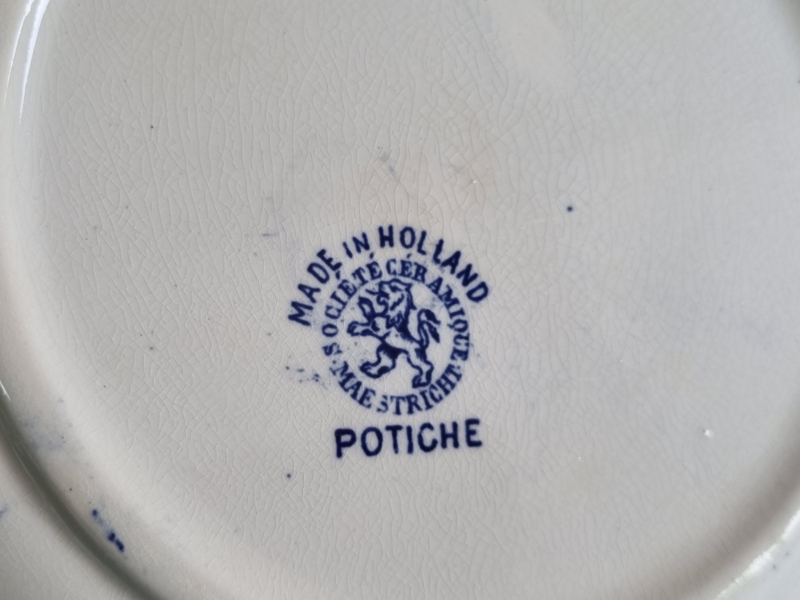 MADE IN HOLLAND
SOCIÉTÉ CÉRAMIQUE
MAESTRICHT
POTICHE